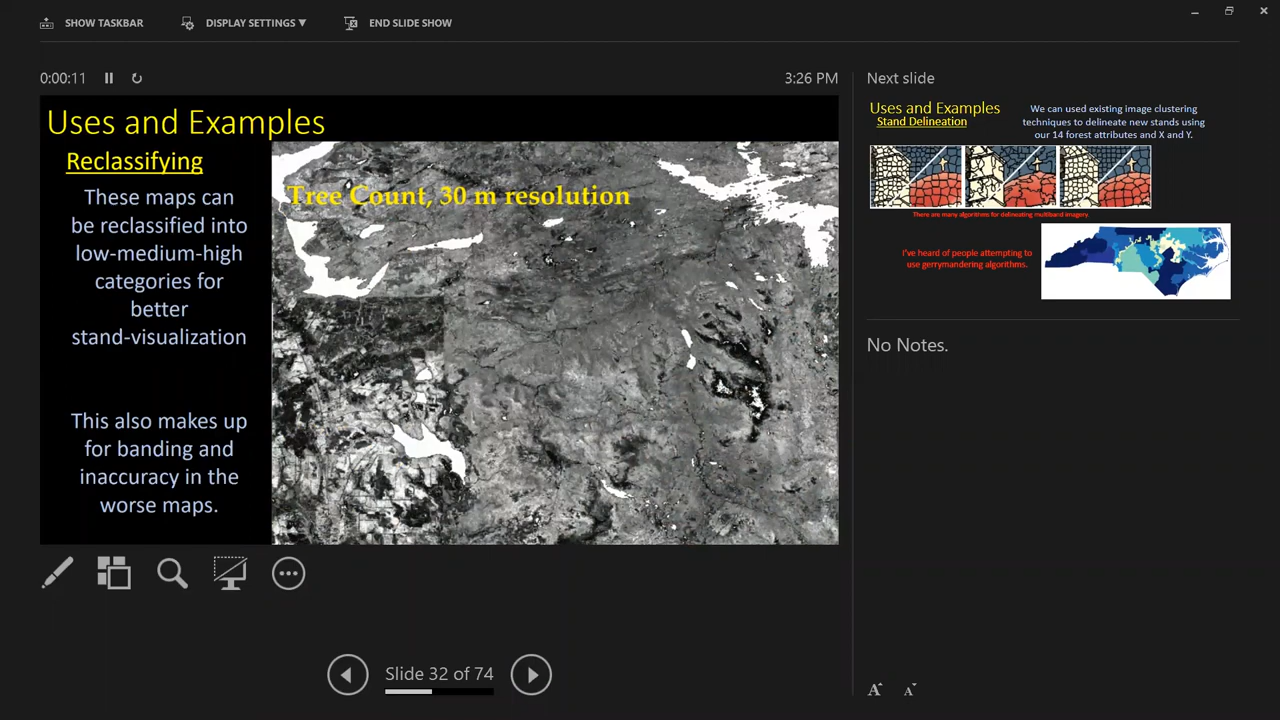 SHOW TASKBAR
DISPLAY SETTINGS ▼
END SLIDE SHOW
0:00:11
3:26 PM
Uses and Examples
Reclassifying
These maps can
be reclassified into
low-medium-high
categories for
better
stand-visualization
This also makes up
for banding and
inaccuracy in the
worse maps.
Tree Count, 30 m resolution
Slide 32 of 74
Next slide
Uses and Examples
Stand Delineation
We can used existing image clustering
techniques to delineate new stands using
our 14 forest attributes and X and Y.
There are many algorithms for delineating multiband imagery.
I've heard of people attempting to
use gerrymandering algorithms.
No Notes.
A A